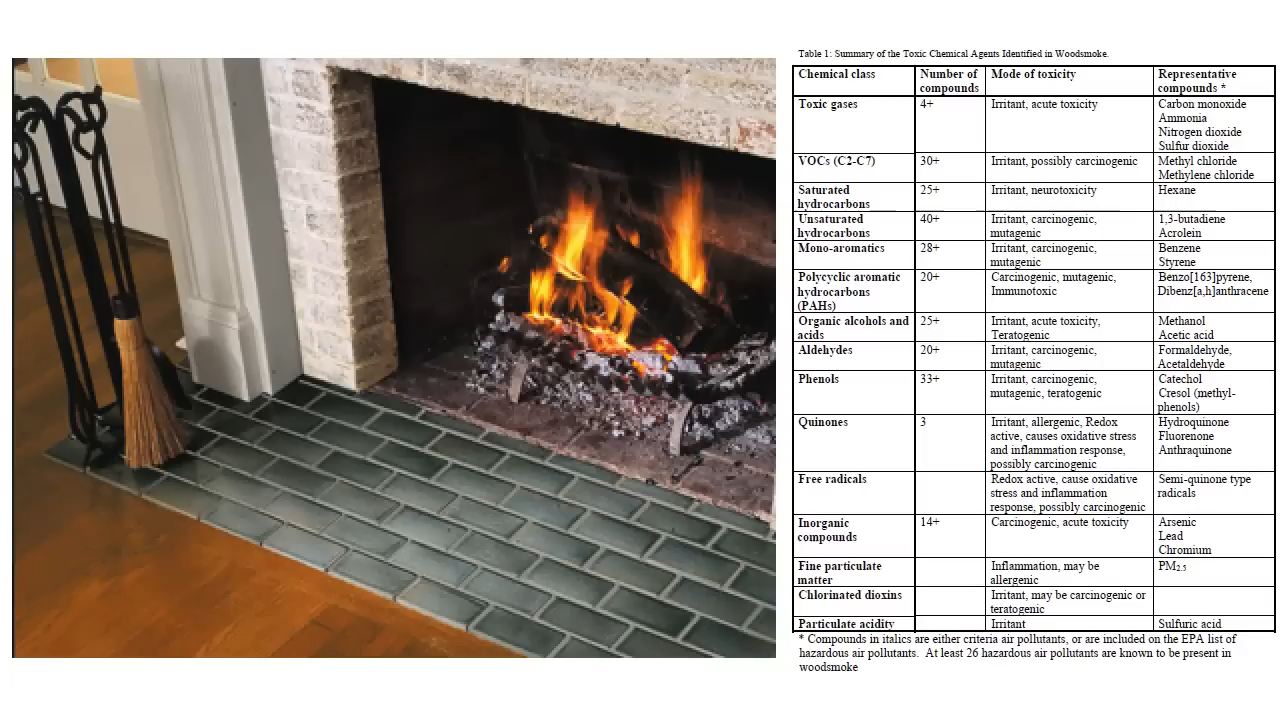 Table 1: Summary of the Toxic Chemical Agents Identified in Woodsmoke.
Chemical class Number of compounds Mode of toxicity Representative compounds *
Toxic gases 4+ Irritant, acute toxicity Carbon monoxide
Ammonia
Nitrogen dioxide
Sulfur dioxide
VOCs (C2-C7) 30+ Irritant, possibly carcinogenic Methyl chloride
Methylene chloride
Saturated hydrocarbons 25+ Irritant, neurotoxicity Hexane
Unsaturated hydrocarbons 40+ Irritant, carcinogenic, mutagenic 1,3-butadiene
Acrolein
Mono-aromatics 28+ Irritant, carcinogenic, mutagenic Benzene
Styrene
Polycyclic aromatic hydrocarbons (PAHs) 20+ Carcinogenic, mutagenic, Immunotoxic Benzo[163]pyrene,
Dibenz[a,h]anthracene
Organic alcohols and acids 25+ Irritant, acute toxicity, Teratogenic Methanol
Acetic acid
Aldehydes 20+ Irritant, carcinogenic, mutagenic Formaldehyde,
Acetaldehyde
Phenols 33+ Irritant, carcinogenic, mutagenic, teratogenic Catechol
Cresol (methyl-
phenols)
Quinones 3 Irritant, allergenic, Redox active, causes oxidative stress and inflammation response, possibly carcinogenic Hydroquinone
Fluorenone
Anthraquinone
Free radicals Redox active, cause oxidative stress and inflammation response, possibly carcinogenic Semi-quinone type
radicals
Inorganic compounds 14+ Carcinogenic, acute toxicity Arsenic
Lead
Chromium
Fine particulate matter Inflammation, may be allergenic PM2.5
Chlorinated dioxins Irritant, may be carcinogenic or teratogenic
Particulate acidity Irritant Sulfuric acid
* Compounds in italics are either criteria air pollutants, or are included on the EPA list of
hazardous air pollutants. At least 26 hazardous air pollutants are known to be present in
woodsmoke